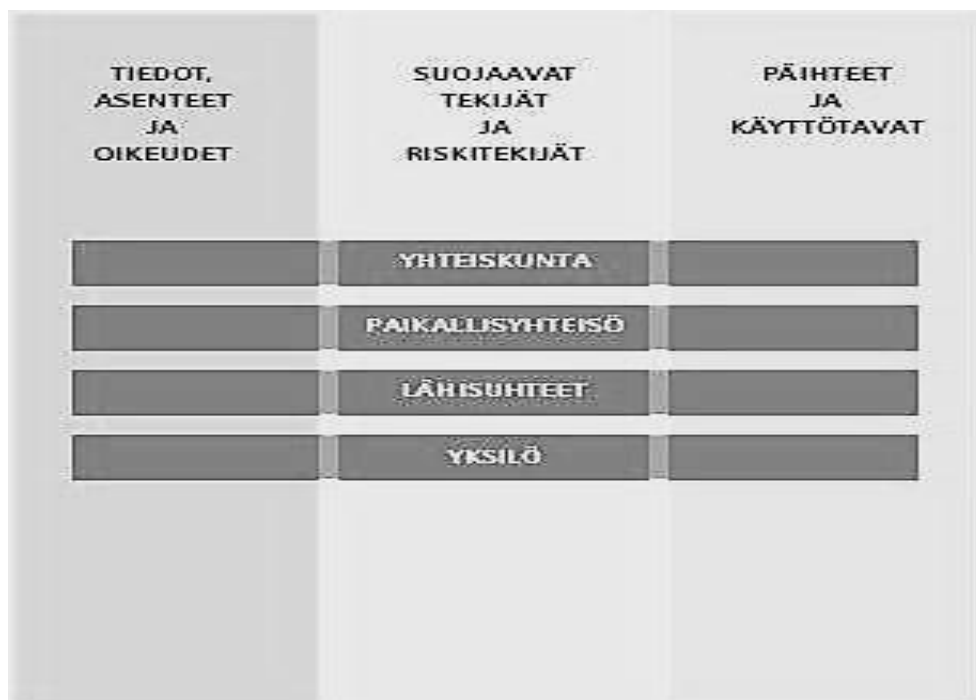 TIEDOT,
ASENTEET
JA
OIKEUDET
SUOJAAVAT
TEKIJÄT
JA
RISKITEKIJÄT
PÄIHTEET
JA
KÄYTTÖTAVAT
YHTEISKUNTA
PAIKALLISYHTEISÖ
LÄHISUHTEET
YKSILÖ